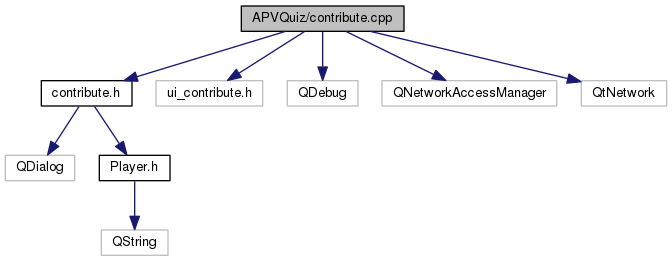 APVQuiz/contribute.cpp
contribute.h
ui_contribute.h
QDebug
QNetworkAccessManager
QtNetwork
QDialog
Player.h
QString